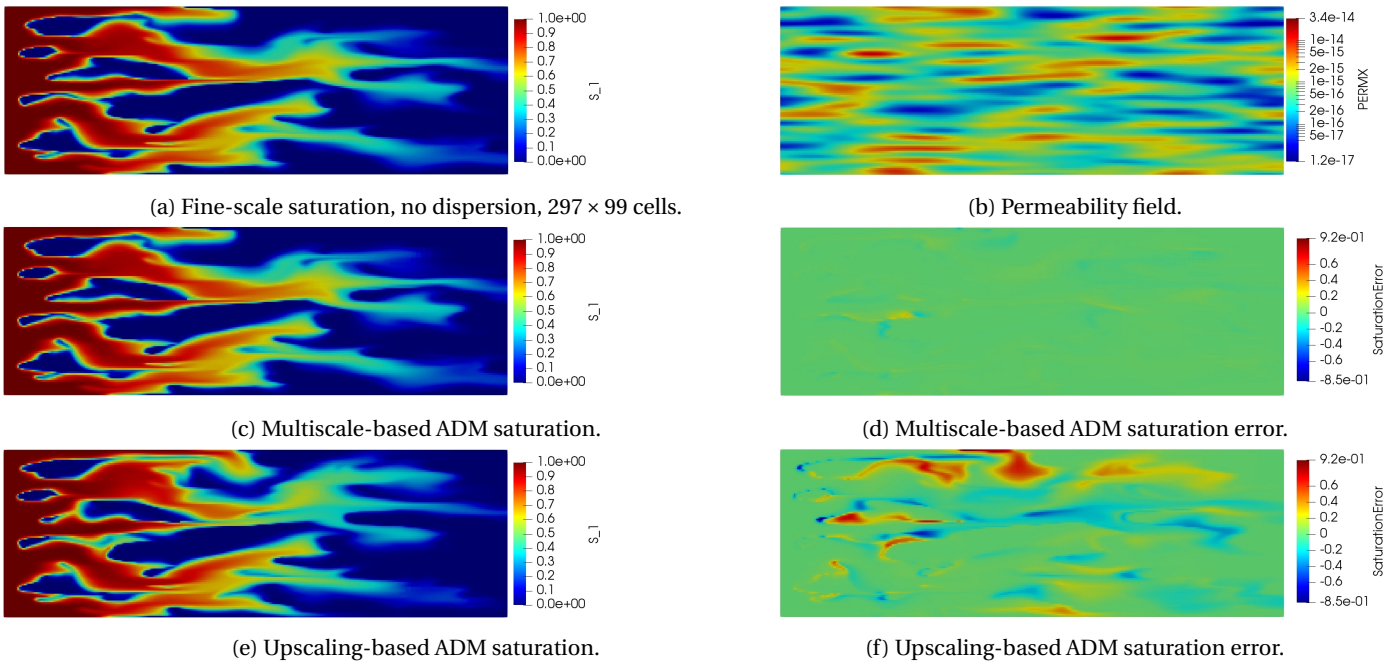 1.0e+00
0.9
0.8
0.7
0.6
0.5
0.4
0.3
0.2
0.1
0.0e+00
S_1
3.4e-14
1e-14
5e-15
2e-15
1e-15
5e-16
2e-16
1e-16
5e-17
1.2e-17
PERMX
(a) Fine-scale saturation, no dispersion, 297 × 99 cells.
(b) Permeability field.
1.0e+00
0.9
0.8
0.7
0.6
0.5
0.4
0.3
0.2
0.1
0.0e+00
S_1
9.2e-01
0.6
0.4
0.2
0
-0.2
-0.4
-0.6
-8.5e-01
SaturationError
(c) Multiscale-based ADM saturation.
(d) Multiscale-based ADM saturation error.
1.0e+00
0.9
0.8
0.7
0.6
0.5
0.4
0.3
0.2
0.1
0.0e+00
S_1
9.2e-01
0.6
0.4
0.2
0
-0.2
-0.4
-0.6
-8.5e-01
SaturationError
(e) Upscaling-based ADM saturation.
(f) Upscaling-based ADM saturation error.